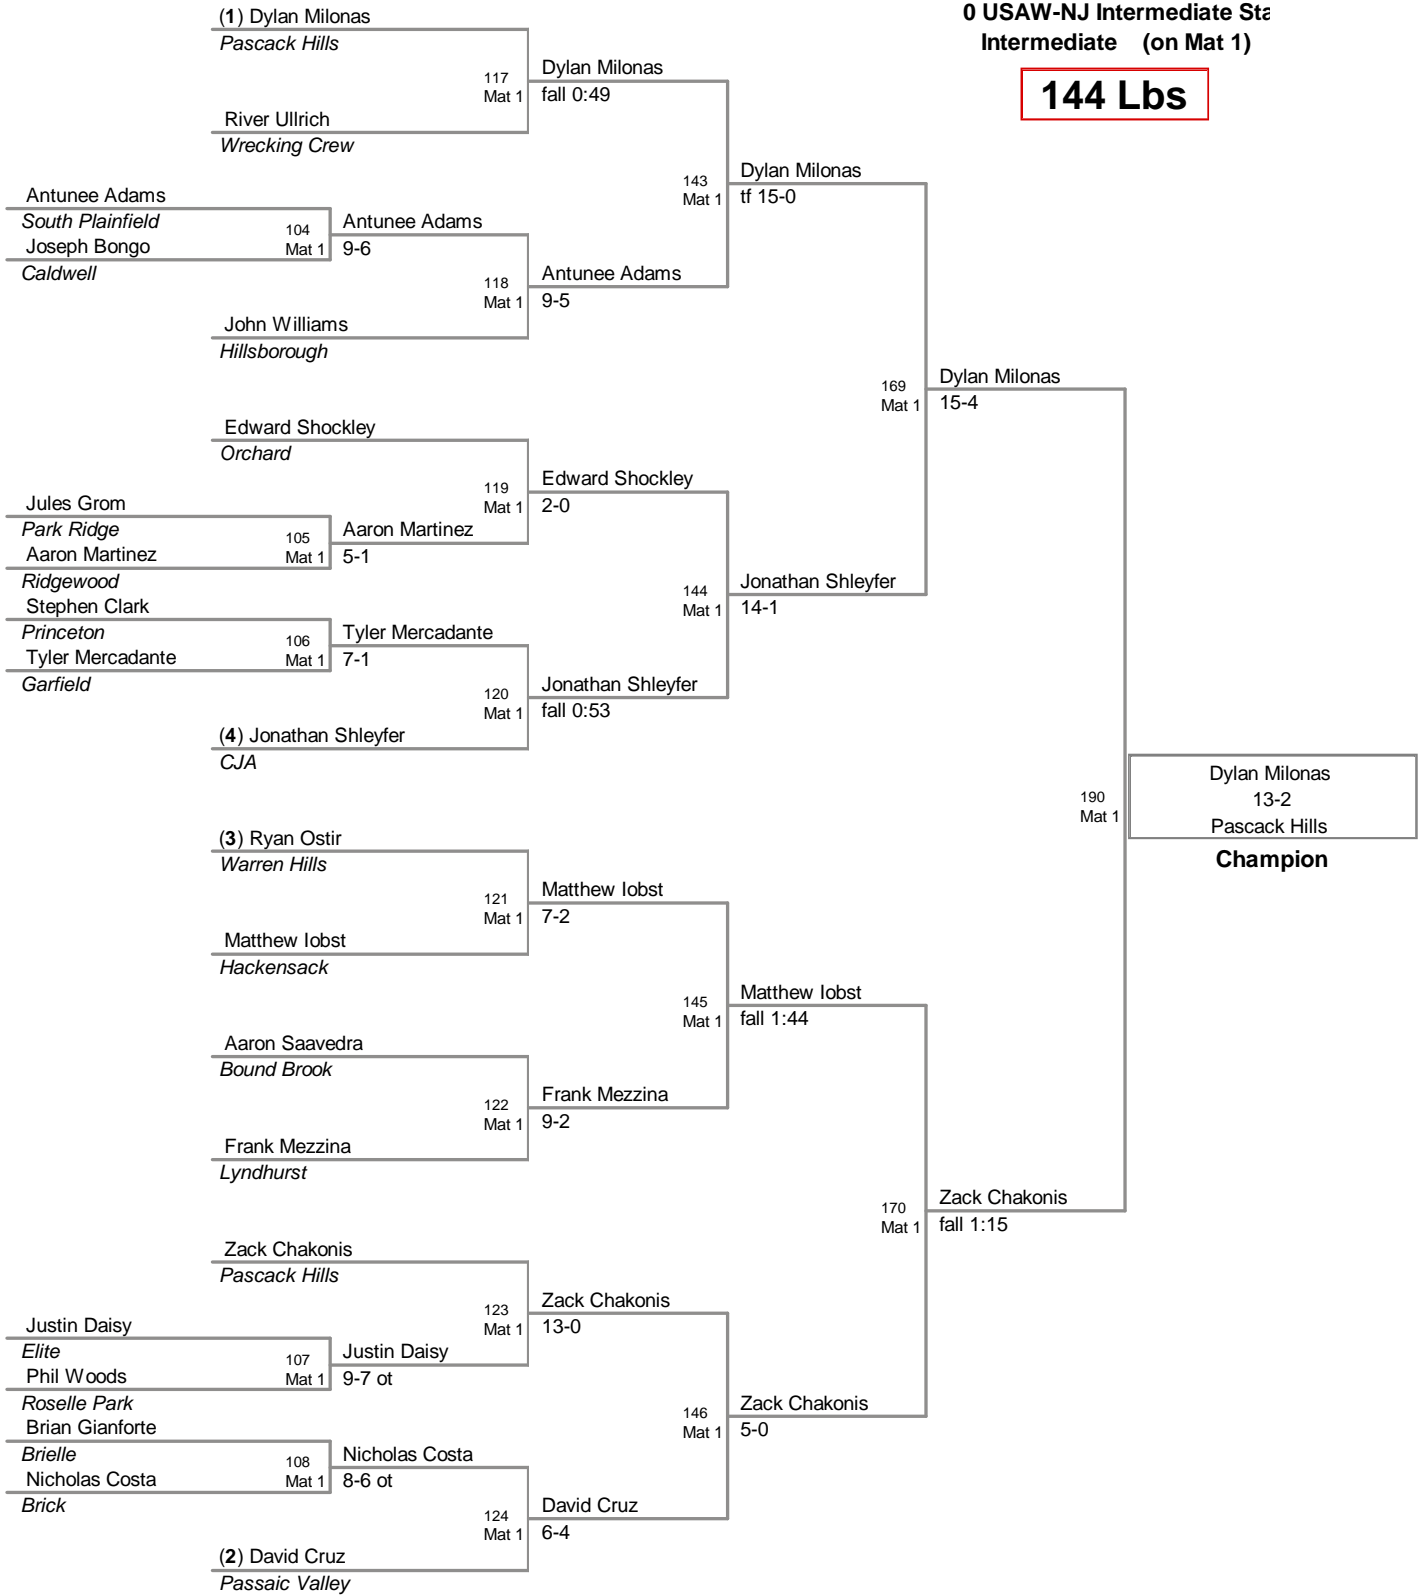 0 USAW-NJ Intermediate Sta
Intermediate (on Mat 1)
144 Lbs
(1) Dylan Milonas
Pascack Hills
117
Mat 1
Dylan Milonas
fall 0:49
River Ullrich
Wrecking Crew
143
Mat 1
Dylan Milonas
tf 15-0
Antunee Adams
South Plainfield
104
Mat 1
Antunee Adams
9-6
Joseph Bongo
Caldwell
118
Mat 1
Antunee Adams
9-5
John Williams
Hillsborough
169
Mat 1
Dylan Milonas
15-4
Edward Shockley
Orchard
119
Mat 1
Edward Shockley
2-0
Jules Grom
Park Ridge
105
Mat 1
Aaron Martinez
5-1
Aaron Martinez
Ridgewood
144
Mat 1
Jonathan Shleyfer
14-1
Stephen Clark
Princeton
106
Mat 1
Tyler Mercadante
7-1
Tyler Mercadante
Garfield
120
Mat 1
Jonathan Shleyfer
fall 0:53
(4) Jonathan Shleyfer
CJA
190
Mat 1
Dylan Milonas
13-2
Pascack Hills
Champion
(3) Ryan Ostir
Warren Hills
121
Mat 1
Matthew Iobst
7-2
Matthew Iobst
Hackensack
145
Mat 1
Matthew Iobst
fall 1:44
Aaron Saavedra
Bound Brook
122
Mat 1
Frank Mezzina
9-2
Frank Mezzina
Lyndhurst
170
Mat 1
Zack Chakonis
fall 1:15
Zack Chakonis
Pascack Hills
123
Mat 1
Zack Chakonis
13-0
Justin Daisy
Elite
107
Mat 1
Justin Daisy
9-7 ot
Phil Woods
Roselle Park
146
Mat 1
Zack Chakonis
5-0
Brian Gianforte
Brielle
108
Mat 1
Nicholas Costa
8-6 ot
Nicholas Costa
Brick
124
Mat 1
David Cruz
6-4
(2) David Cruz
Passaic Valley